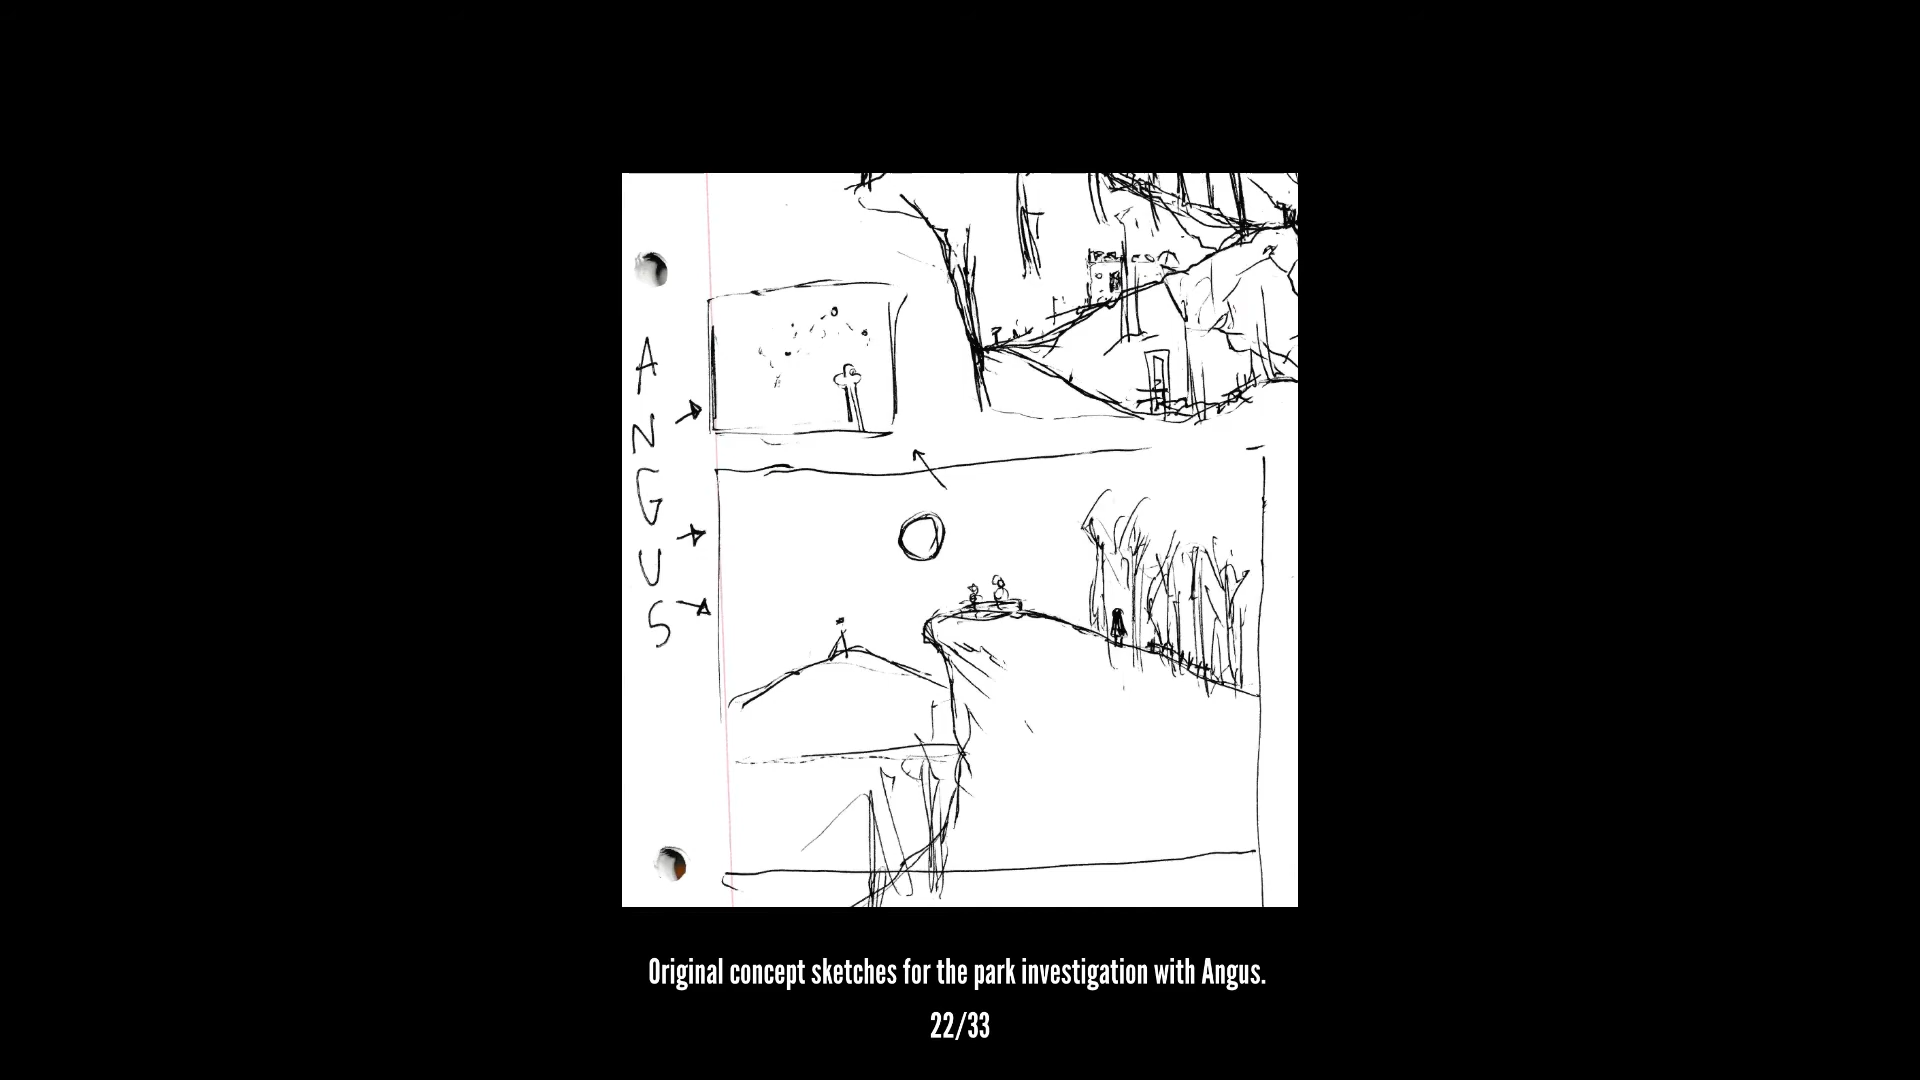 ANGUS
Original concept sketches for the park investigation with Angus.
22/33